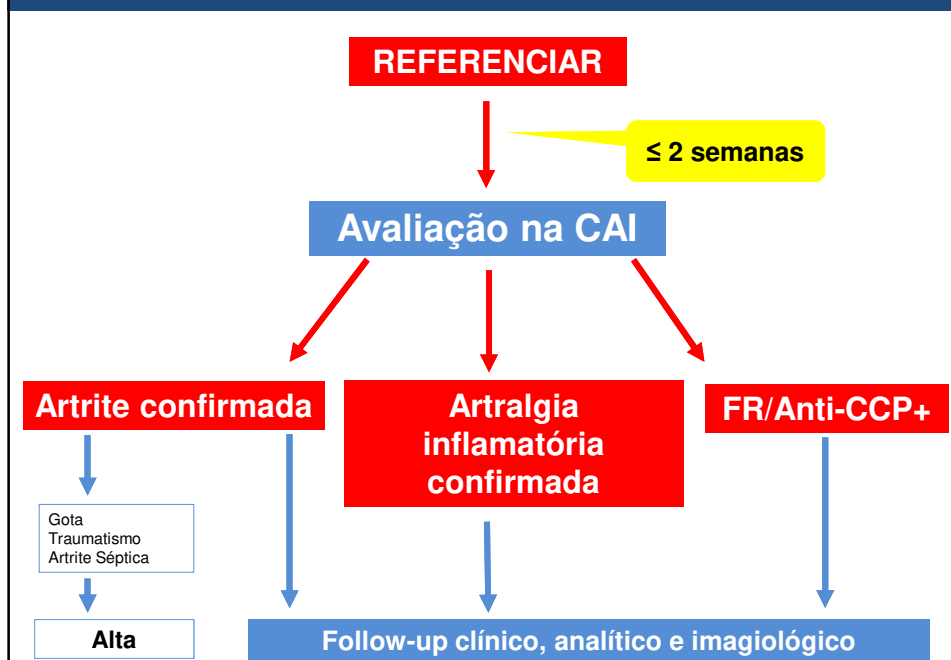 REFERENCIAR
≤ 2 semanas
Avaliação na CAI
Artrite confirmada
Artralgia
inflamatória
confirmada
FR/Anti-CCP+
Gota
Traumatismo
Artrite Séptica
Alta
Follow-up clínico, analítico e imagiológico